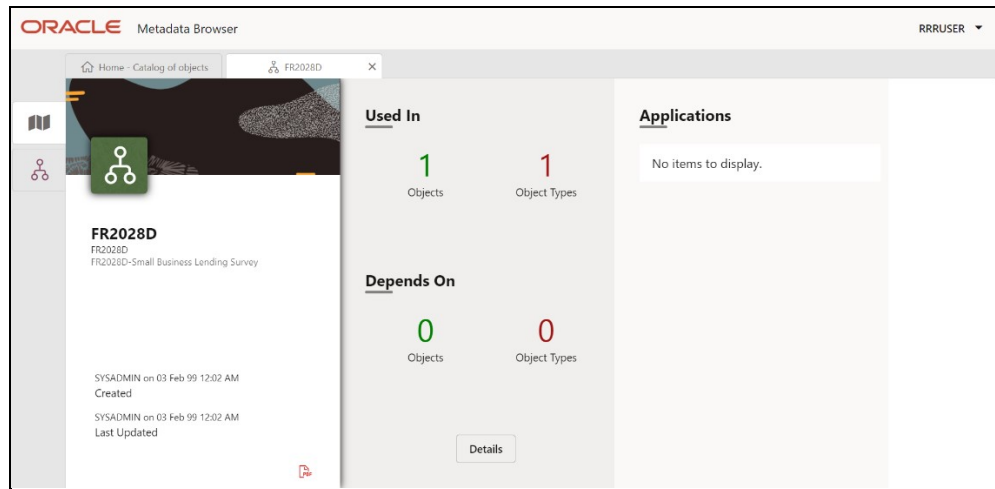 ORACLE Metadata Browser RRRUSER
Home - Catalog of objects FR2028D
FR2028D
FR2028D
FR2028D-Small Business Lending Survey
SYSADMIN on 03 Feb 99 12:02 AM
Created
SYSADMIN on 03 Feb 99 12:02 AM
Last Updated
PDF
Used In
1 1
Objects Object Types
Depends On
0 0
Objects Object Types
Details
Applications
No items to display.